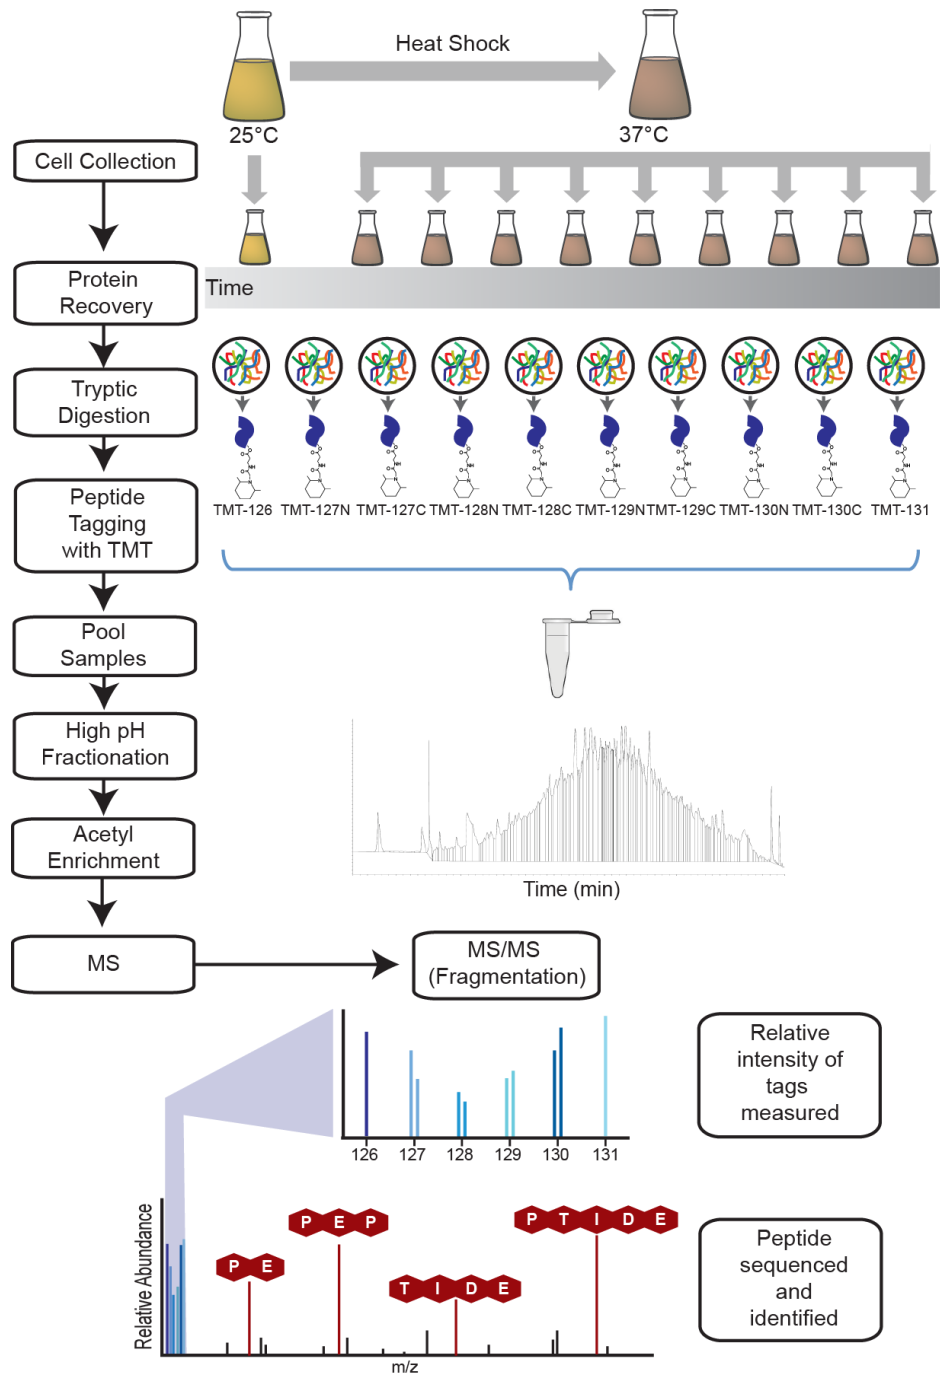 Heat Shock
25°C
37°C
Cell Collection
Protein
Recovery
Time
Tryptic
Digestion
Peptide
Tagging
with TMT
TMT-126
TMT-127N
TMT-127C
TMT-128N
TMT-128C
TMT-129N
TMT-129C
TMT-130N
TMT-130C
TMT-131
Pool
Samples
High pH
Fractionation
Acetyl
Enrichment
Time (min)
MS
MS/MS
(Fragmentation)
Relative
intensity of
tags
measured
126 127 128 129 130 131
Relative Abundance
P E
P E P
T I D E
P T I D E
m/z
Peptide
sequenced
and
identified